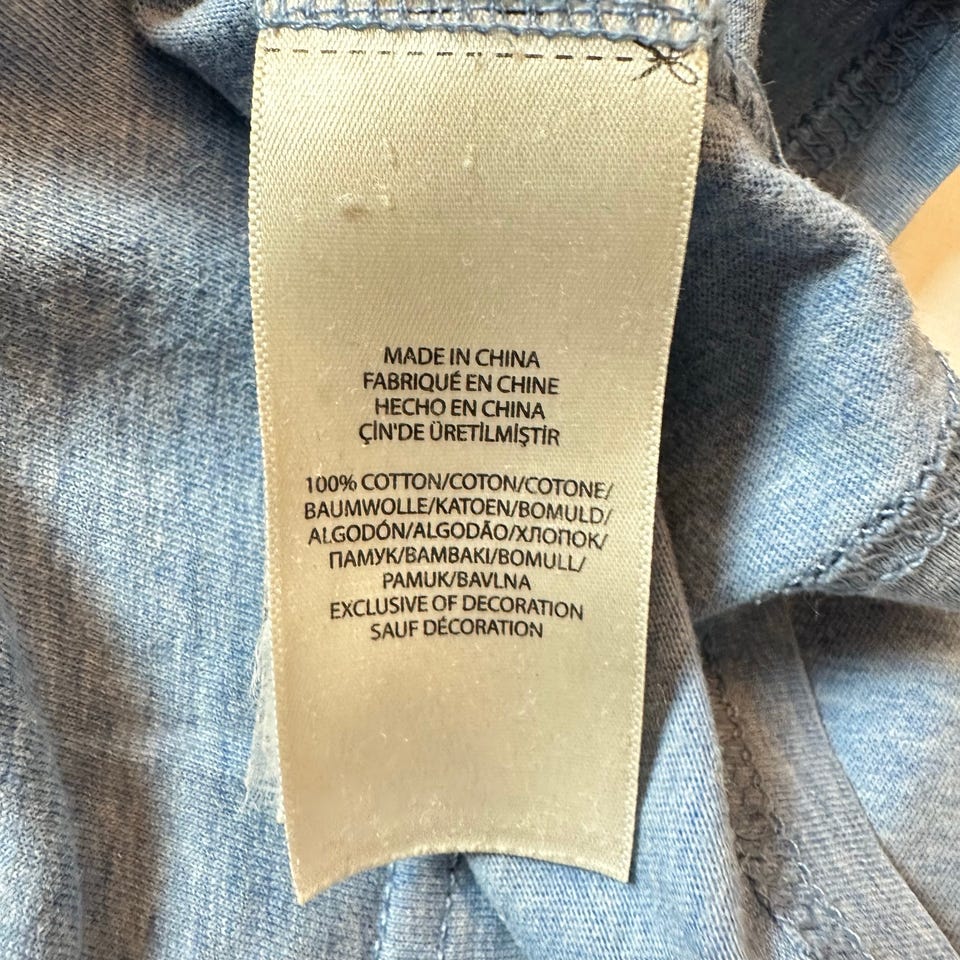 MADE IN CHINA
FABRIQUÉ EN CHINE
HECHO EN CHINA
ÇİN'DE ÜRETİLMİŞTİR
100% COTTON/COTON/COTONE/
BAUMWOLLE/KATOEN/BOMULD/
ALGODÓN/ALGODÃO/ХЛОПОК/
ПАМУК/BAMBAKI/BOMULL/
PAMUK/BAVLNA
EXCLUSIVE OF DECORATION
SAUF DÉCORATION